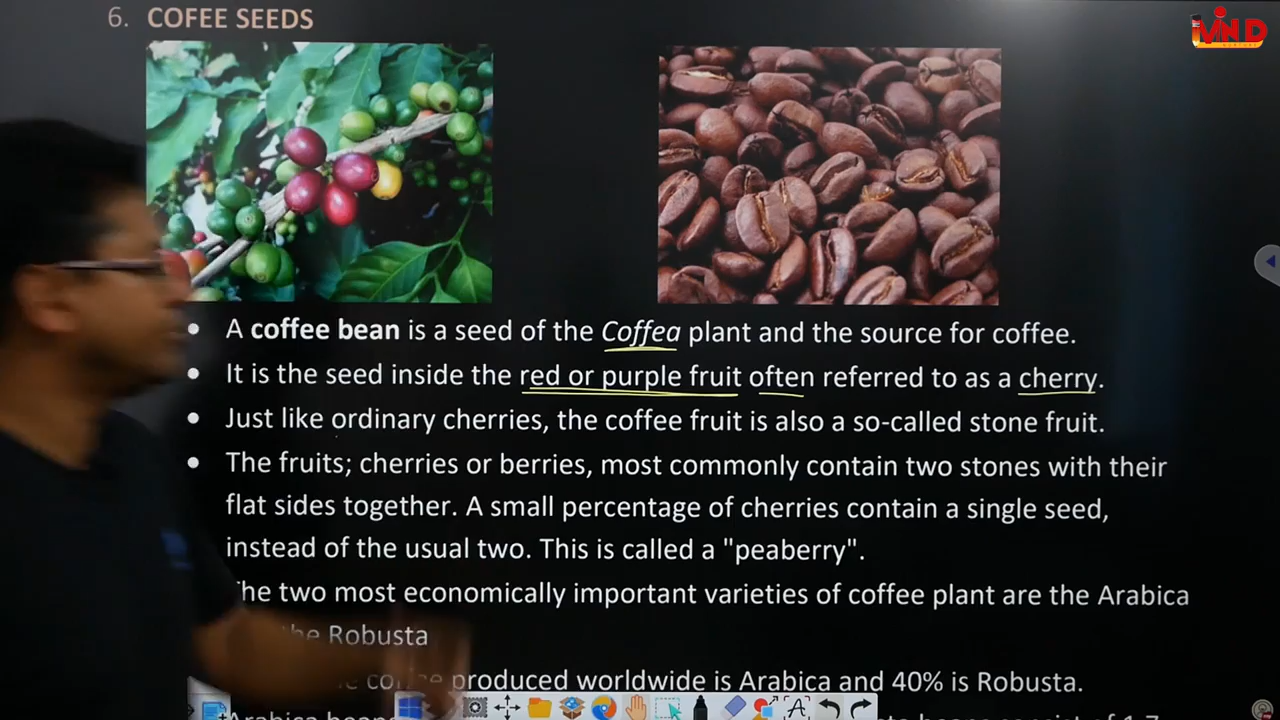 6. COFEE SEEDS
MIND
• A coffee bean is a seed of the Coffea plant and the source for coffee.
• It is the seed inside the red or purple fruit often referred to as a cherry.
• Just like ordinary cherries, the coffee fruit is also a so-called stone fruit.
• The fruits; cherries or berries, most commonly contain two stones with their
flat sides together. A small percentage of cherries contain a single seed,
instead of the usual two. This is called a "peaberry".
The two most economically important varieties of coffee plant are the Arabica
the Robusta
produced worldwide is Arabica and 40% is Robusta.